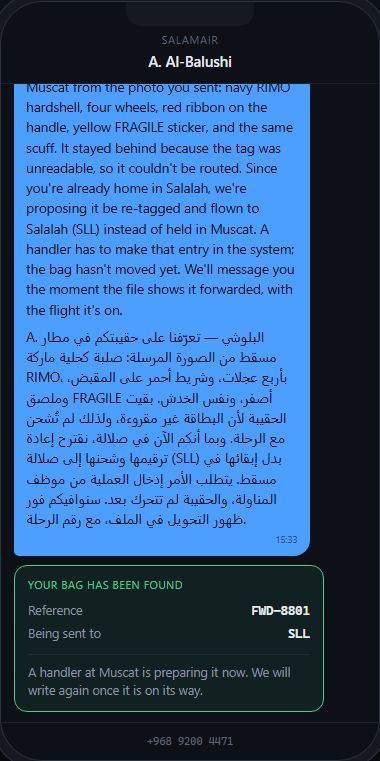 SALAMAIR
A. Al-Balushi
Muscat from the photo you sent: navy RIMO
hardshell, four wheels, red ribbon on the
handle, yellow FRAGILE sticker, and the same
scuff. It stayed behind because the tag was
unreadable, so it couldn't be routed. Since
you're already home in Salalah, we're
proposing it be re-tagged and flown to
Salalah (SLL) instead of held in Muscat. A
handler has to make that entry in the system;
the bag hasn't moved yet. We'll message you
the moment the file shows it forwarded, with
the flight it's on.
A. البلوشي — تعرّفنا على حقيبتكم في مطار
مسقط من الصورة المرسلة: صلبة كحلية ماركة
RIMO، بأربع عجلات، وشريط أحمر على المقبض،
وملصق FRAGILE أصفر، ونفس الخدش. بقيت
الحقيبة لأن البطاقة غير مقروءة، ولذلك لم تُشحن
مع الرحلة. وبما أنكم الآن في صلالة، نقترح إعادة
ترقيمها وشحنها إلى صلالة (SLL) بدل إبقائها في
مسقط. يتطلب الأمر إدخال العملية من موظف
المناولة، والحقيبة لم تتحرك بعد. سنوافيكم فور
ظهور التحويل في الملف، مع رقم الرحلة.
15:33
YOUR BAG HAS BEEN FOUND
Reference FWD-8801
Being sent to SLL
A handler at Muscat is preparing it now. We will
write again once it is on its way.
+968 9200 4471